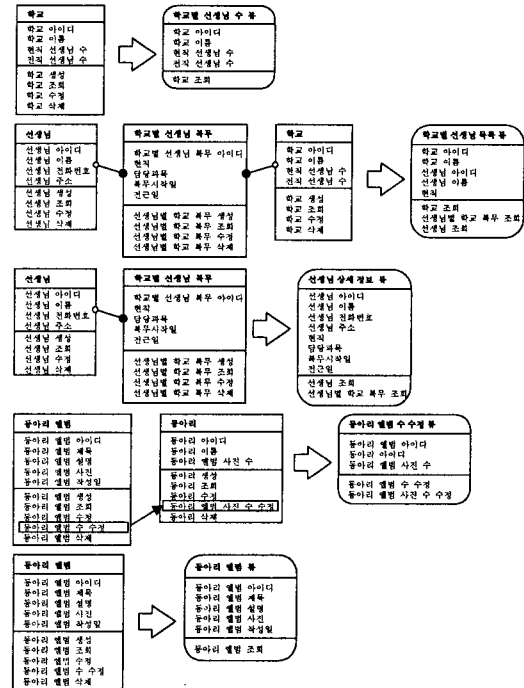 학교
학교 아이디
학교 이름
현직 선생님 수
전직 선생님 수
학교 생성
학교 조회
학교 수정
학교 삭제
학교별 선생님 수 뷰
학교 아이디
학교 이름
현직 선생님 수
전직 선생님 수
학교 조회
선생님
선생님 아이디
선생님 이름
선생님 전화번호
선생님 주소
선생님 생성
선생님 조회
선생님 수정
선생님 삭제
학교별 선생님 복무
학교별 선생님 복무 아이디
현직
담당과목
복무시작일
전근일
선생님별 학교 복무 생성
선생님별 학교 복무 조회
선생님별 학교 복무 수정
선생님별 학교 복무 삭제
학교
학교 아이디
학교 이름
현직 선생님 수
전직 선생님 수
학교 생성
학교 조회
학교 수정
학교 삭제
학교별 선생님 목록 뷰
학교 아이디
학교 이름
선생님 아이디
선생님 이름
현직
학교 조회
선생님별 학교 복무 조회
선생님 조회
선생님
선생님 아이디
선생님 이름
선생님 전화번호
선생님 주소
선생님 생성
선생님 조회
선생님 수정
선생님 삭제
학교별 선생님 복무
학교별 선생님 복무 아이디
현직
담당과목
복무시작일
전근일
선생님별 학교 복무 생성
선생님별 학교 복무 조회
선생님별 학교 복무 수정
선생님별 학교 복무 삭제
선생님 상세 정보 뷰
선생님 아이디
선생님 이름
선생님 전화번호
선생님 주소
현직
담당과목
복무시작일
전근일
선생님 조회
선생님별 학교 복무 조회
동아리 앨범
동아리 앨범 아이디
동아리 앨범 제목
동아리 앨범 설명
동아리 앨범 사진
동아리 앨범 작성일
동아리 앨범 생성
동아리 앨범 조회
동아리 앨범 수정
동아리 앨범 수 수정
동아리 앨범 삭제
동아리
동아리 아이디
동아리 이름
동아리 앨범 사진 수
동아리 생성
동아리 조회
동아리 수정
동아리 앨범 사진 수 수정
동아리 삭제
동아리 앨범 수 수정 뷰
동아리 앨범 아이디
동아리 아이디
동아리 앨범 사진 수
동아리 앨범 수 수정
동아리 앨범 사진 수 수정
동아리 앨범
동아리 앨범 아이디
동아리 앨범 제목
동아리 앨범 설명
동아리 앨범 사진
동아리 앨범 작성일
동아리 앨범 생성
동아리 앨범 조회
동아리 앨범 수정
동아리 앨범 수 수정
동아리 앨범 삭제
동아리 앨범 뷰
동아리 앨범 아이디
동아리 앨범 제목
동아리 앨범 설명
동아리 앨범 사진
동아리 앨범 작성일
동아리 앨범 조회